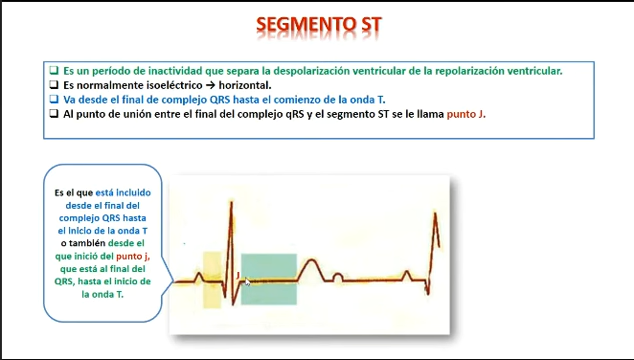 SEGMENTO ST
❑ Es un período de inactividad que separa la despolarización ventricular de la repolarización ventricular.
❑ Es normalmente isoeléctrico → horizontal.
❑ Va desde el final de complejo QRS hasta el comienzo de la onda T.
❑ Al punto de unión entre el final del complejo qRS y el segmento ST se le llama punto J.
Es el que está incluido
desde el final del
complejo QRS hasta
el inicio de la onda T
o también desde el
que inició del punto j,
que está al final del
QRS, hasta el inicio de
la onda T.
J